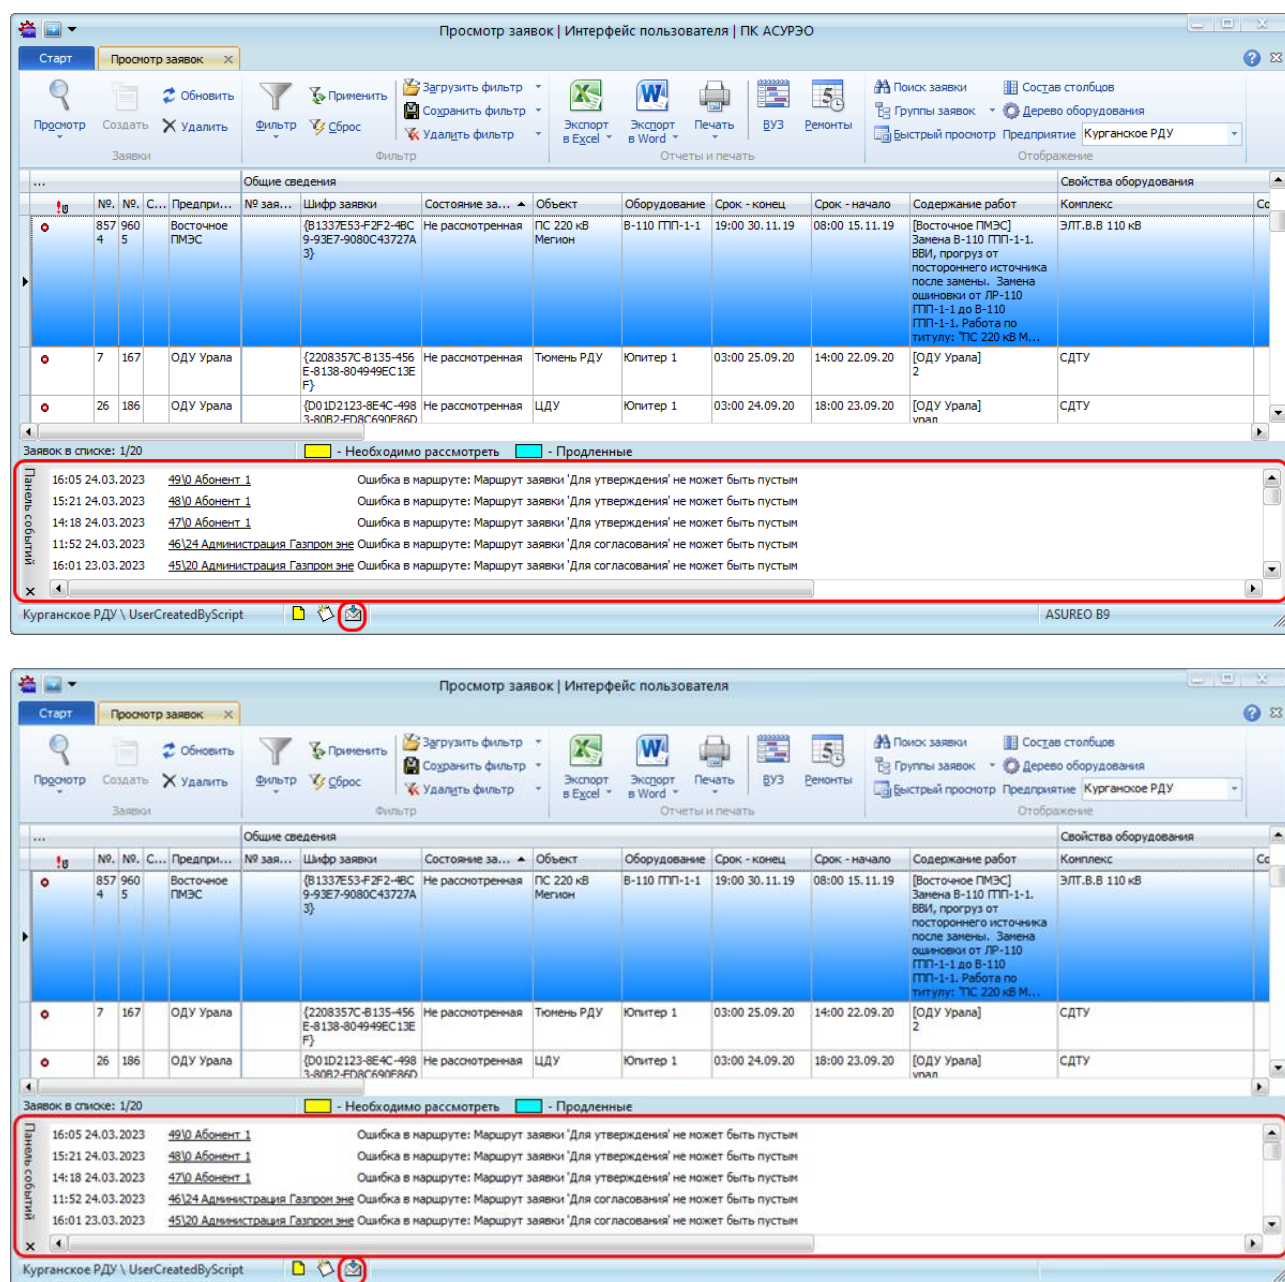 Просмотр заявок | Интерфейс пользователя | ПК АСУРЭО
Старт Просмотр заявок
Просмотр Создать Обновить Удалить Фильтр Применить Сброс Загрузить фильтр Сохранить фильтр Удалить фильтр Экспорт в Excel Экспорт в Word Печать ВУЗ Ремонты Поиск заявки Состав столбцов Группы заявок Дерево оборудования Быстрый просмотр Предприятие Курганское РДУ
Заявки Фильтр Отчеты и печать Отображение
... Общие сведения Свойства оборудования
№. №. С... Предпри... № зая... Шифр заявки Состояние за... Объект Оборудование Срок - конец Срок - начало Содержание работ Комплекс Со
857 960 Восточное {B1337E53-F2F2-4BC Не рассмотренная ПС 220 кВ В-110 ГПП-1-1 19:00 30.11.19 08:00 15.11.19 [Восточное ПМЭС] ЭЛТ.В.В 110 кВ
4 5 ПМЭС 9-93E7-9080C43727A Мегион Замена В-110 ГПП-1-1.
3} ВВИ, прогруз от
постороннего источника
после замены. Замена
ошиновки от ЛР-110
ГПП-1-1 до В-110
ГПП-1-1. Работа по
титулу: "ПС 220 кВ М...
7 167 ОДУ Урала {2208357C-B135-456 Не рассмотренная Тюмень РДУ Юпитер 1 03:00 25.09.20 14:00 22.09.20 [ОДУ Урала] СДТУ
E-8138-804949EC13E 2
F}
26 186 ОДУ Урала {D01D2123-8E4C-498 Не рассмотренная ЦДУ Юпитер 1 03:00 24.09.20 18:00 23.09.20 [ОДУ Урала] СДТУ
3-80B2-FD8C690F86D урал
Заявок в списке: 1/20 - Необходимо рассмотреть - Продленные
Панель событий
16:05 24.03.2023 49\0 Абонент 1 Ошибка в маршруте: Маршрут заявки 'Для утверждения' не может быть пустым
15:21 24.03.2023 48\0 Абонент 1 Ошибка в маршруте: Маршрут заявки 'Для утверждения' не может быть пустым
14:18 24.03.2023 47\0 Абонент 1 Ошибка в маршруте: Маршрут заявки 'Для утверждения' не может быть пустым
11:52 24.03.2023 46\24 Администрация Газпром эне Ошибка в маршруте: Маршрут заявки 'Для согласования' не может быть пустым
16:01 23.03.2023 45\20 Администрация Газпром эне Ошибка в маршруте: Маршрут заявки 'Для согласования' не может быть пустым
Курганское РДУ \ UserCreatedByScript ASUREO B9
Просмотр заявок | Интерфейс пользователя
Старт Просмотр заявок
Просмотр Создать Обновить Удалить Фильтр Применить Сброс Загрузить фильтр Сохранить фильтр Удалить фильтр Экспорт в Excel Экспорт в Word Печать ВУЗ Ремонты Поиск заявки Состав столбцов Группы заявок Дерево оборудования Быстрый просмотр Предприятие Курганское РДУ
Заявки Фильтр Отчеты и печать Отображение
... Общие сведения Свойства оборудования
№. №. С... Предпри... № зая... Шифр заявки Состояние за... Объект Оборудование Срок - конец Срок - начало Содержание работ Комплекс Со
857 960 Восточное {B1337E53-F2F2-4BC Не рассмотренная ПС 220 кВ В-110 ГПП-1-1 19:00 30.11.19 08:00 15.11.19 [Восточное ПМЭС] ЭЛТ.В.В 110 кВ
4 5 ПМЭС 9-93E7-9080C43727A Мегион Замена В-110 ГПП-1-1.
3} ВВИ, прогруз от
постороннего источника
после замены. Замена
ошиновки от ЛР-110
ГПП-1-1 до В-110
ГПП-1-1. Работа по
титулу: "ПС 220 кВ М...
7 167 ОДУ Урала {2208357C-B135-456 Не рассмотренная Тюмень РДУ Юпитер 1 03:00 25.09.20 14:00 22.09.20 [ОДУ Урала] СДТУ
E-8138-804949EC13E 2
F}
26 186 ОДУ Урала {D01D2123-8E4C-498 Не рассмотренная ЦДУ Юпитер 1 03:00 24.09.20 18:00 23.09.20 [ОДУ Урала] СДТУ
3-80B2-FD8C690F86D урал
Заявок в списке: 1/20 - Необходимо рассмотреть - Продленные
Панель событий
16:05 24.03.2023 49\0 Абонент 1 Ошибка в маршруте: Маршрут заявки 'Для утверждения' не может быть пустым
15:21 24.03.2023 48\0 Абонент 1 Ошибка в маршруте: Маршрут заявки 'Для утверждения' не может быть пустым
14:18 24.03.2023 47\0 Абонент 1 Ошибка в маршруте: Маршрут заявки 'Для утверждения' не может быть пустым
11:52 24.03.2023 46\24 Администрация Газпром эне Ошибка в маршруте: Маршрут заявки 'Для согласования' не может быть пустым
16:01 23.03.2023 45\20 Администрация Газпром эне Ошибка в маршруте: Маршрут заявки 'Для согласования' не может быть пустым
Курганское РДУ \ UserCreatedByScript